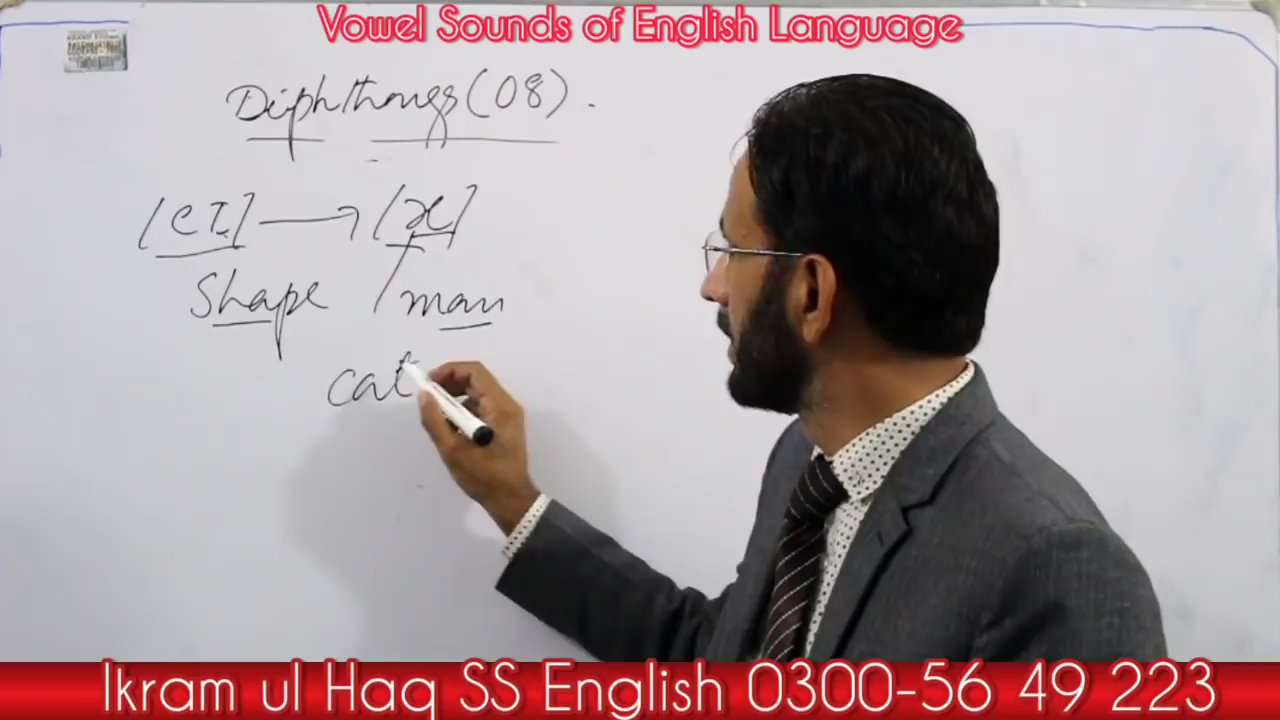 Vowel Sounds of English Language
Diphthongs (08).
[eI] → [æ]
Shape / man
cat
Ikram ul Haq SS English 0300-56 49 223